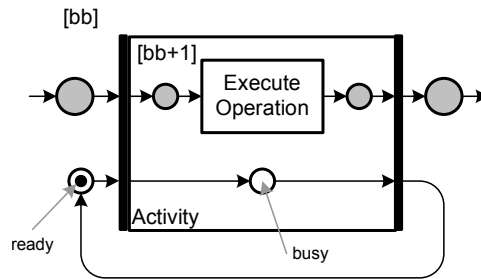 [bb]
[bb+1]
Execute
Operation
Activity
ready
busy